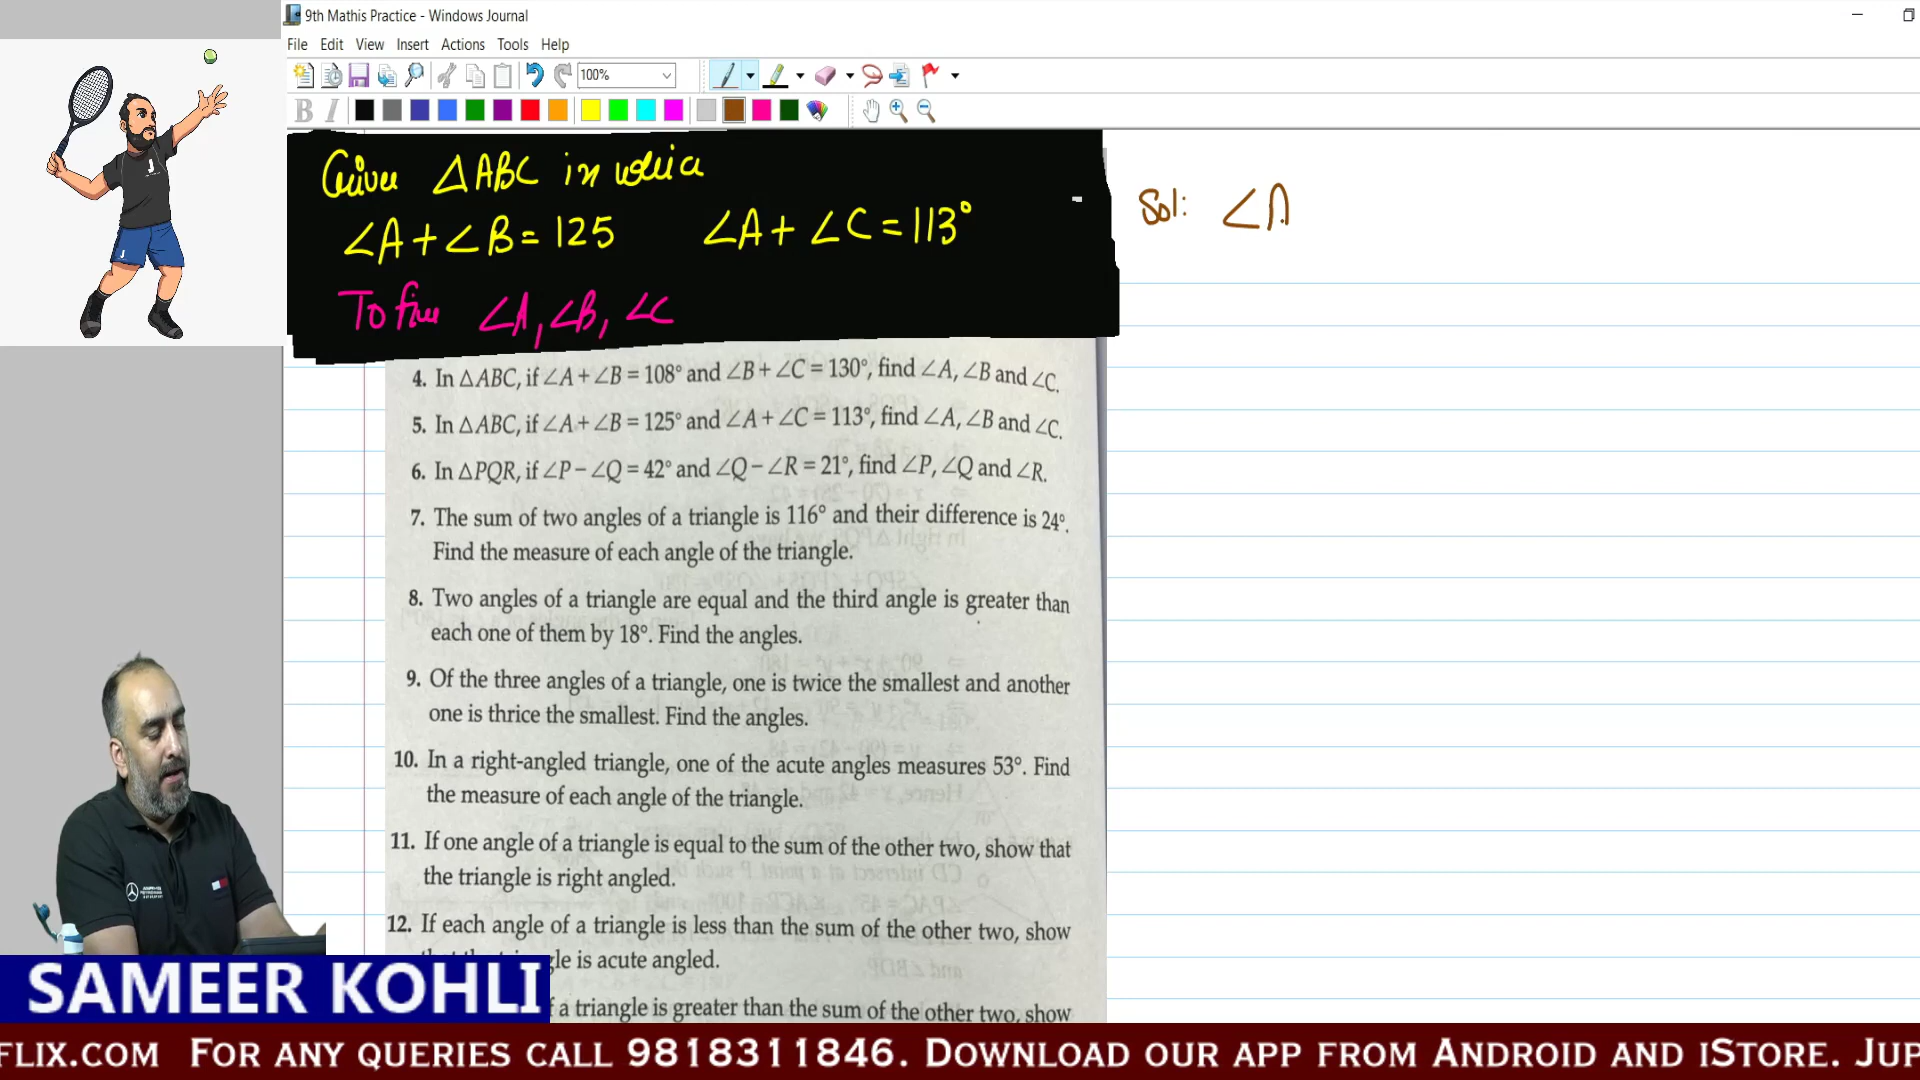 9th Mathis Practice - Windows Journal
File Edit View Insert Actions Tools Help
100%
Given △ABC in which
∠A+∠B=125 ∠A+∠C=113°
To find ∠A, ∠B, ∠C
Sol: ∠A
4. In △ABC, if ∠A + ∠B = 108° and ∠B + ∠C = 130°, find ∠A, ∠B and ∠C.
5. In △ABC, if ∠A + ∠B = 125° and ∠A + ∠C = 113°, find ∠A, ∠B and ∠C.
6. In △PQR, if ∠P − ∠Q = 42° and ∠Q − ∠R = 21°, find ∠P, ∠Q and ∠R.
7. The sum of two angles of a triangle is 116° and their difference is 24°.
Find the measure of each angle of the triangle.
8. Two angles of a triangle are equal and the third angle is greater than
each one of them by 18°. Find the angles.
9. Of the three angles of a triangle, one is twice the smallest and another
one is thrice the smallest. Find the angles.
10. In a right-angled triangle, one of the acute angles measures 53°. Find
the measure of each angle of the triangle.
11. If one angle of a triangle is equal to the sum of the other two, show that
the triangle is right angled.
12. If each angle of a triangle is less than the sum of the other two, show
is acute angled.
a triangle is greater than the sum of the other two, show
SAMEER KOHLI
FLIX.COM FOR ANY QUERIES CALL 9818311846. DOWNLOAD OUR APP FROM ANDROID AND ISTORE. JUP